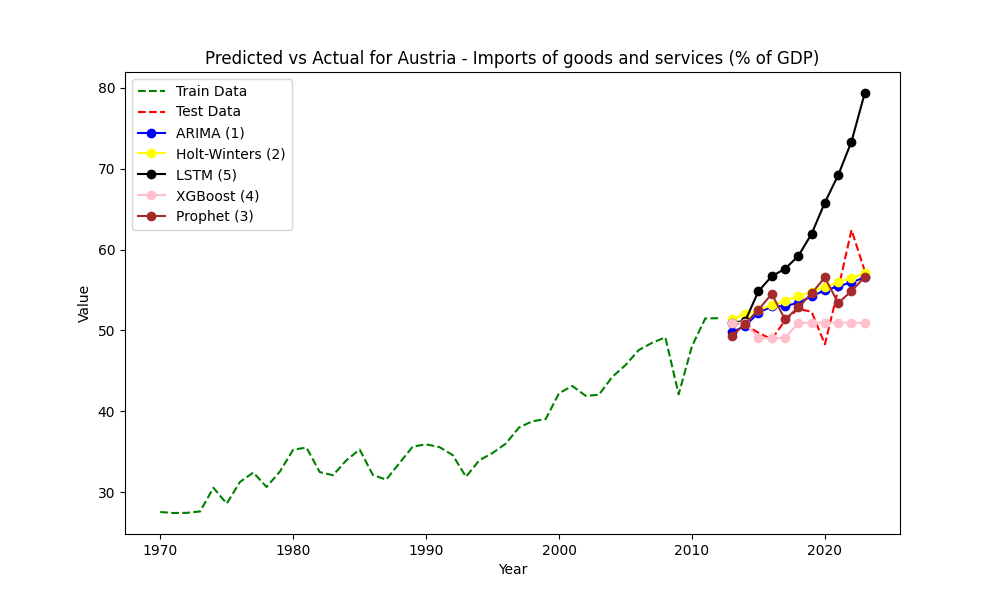 Predicted vs Actual for Austria - Imports of goods and services (% of GDP)
Train Data
Test Data
ARIMA (1)
Holt-Winters (2)
LSTM (5)
XGBoost (4)
Prophet (3)
Value
80
70
60
50
40
30
1970
1980
1990
2000
2010
2020
Year